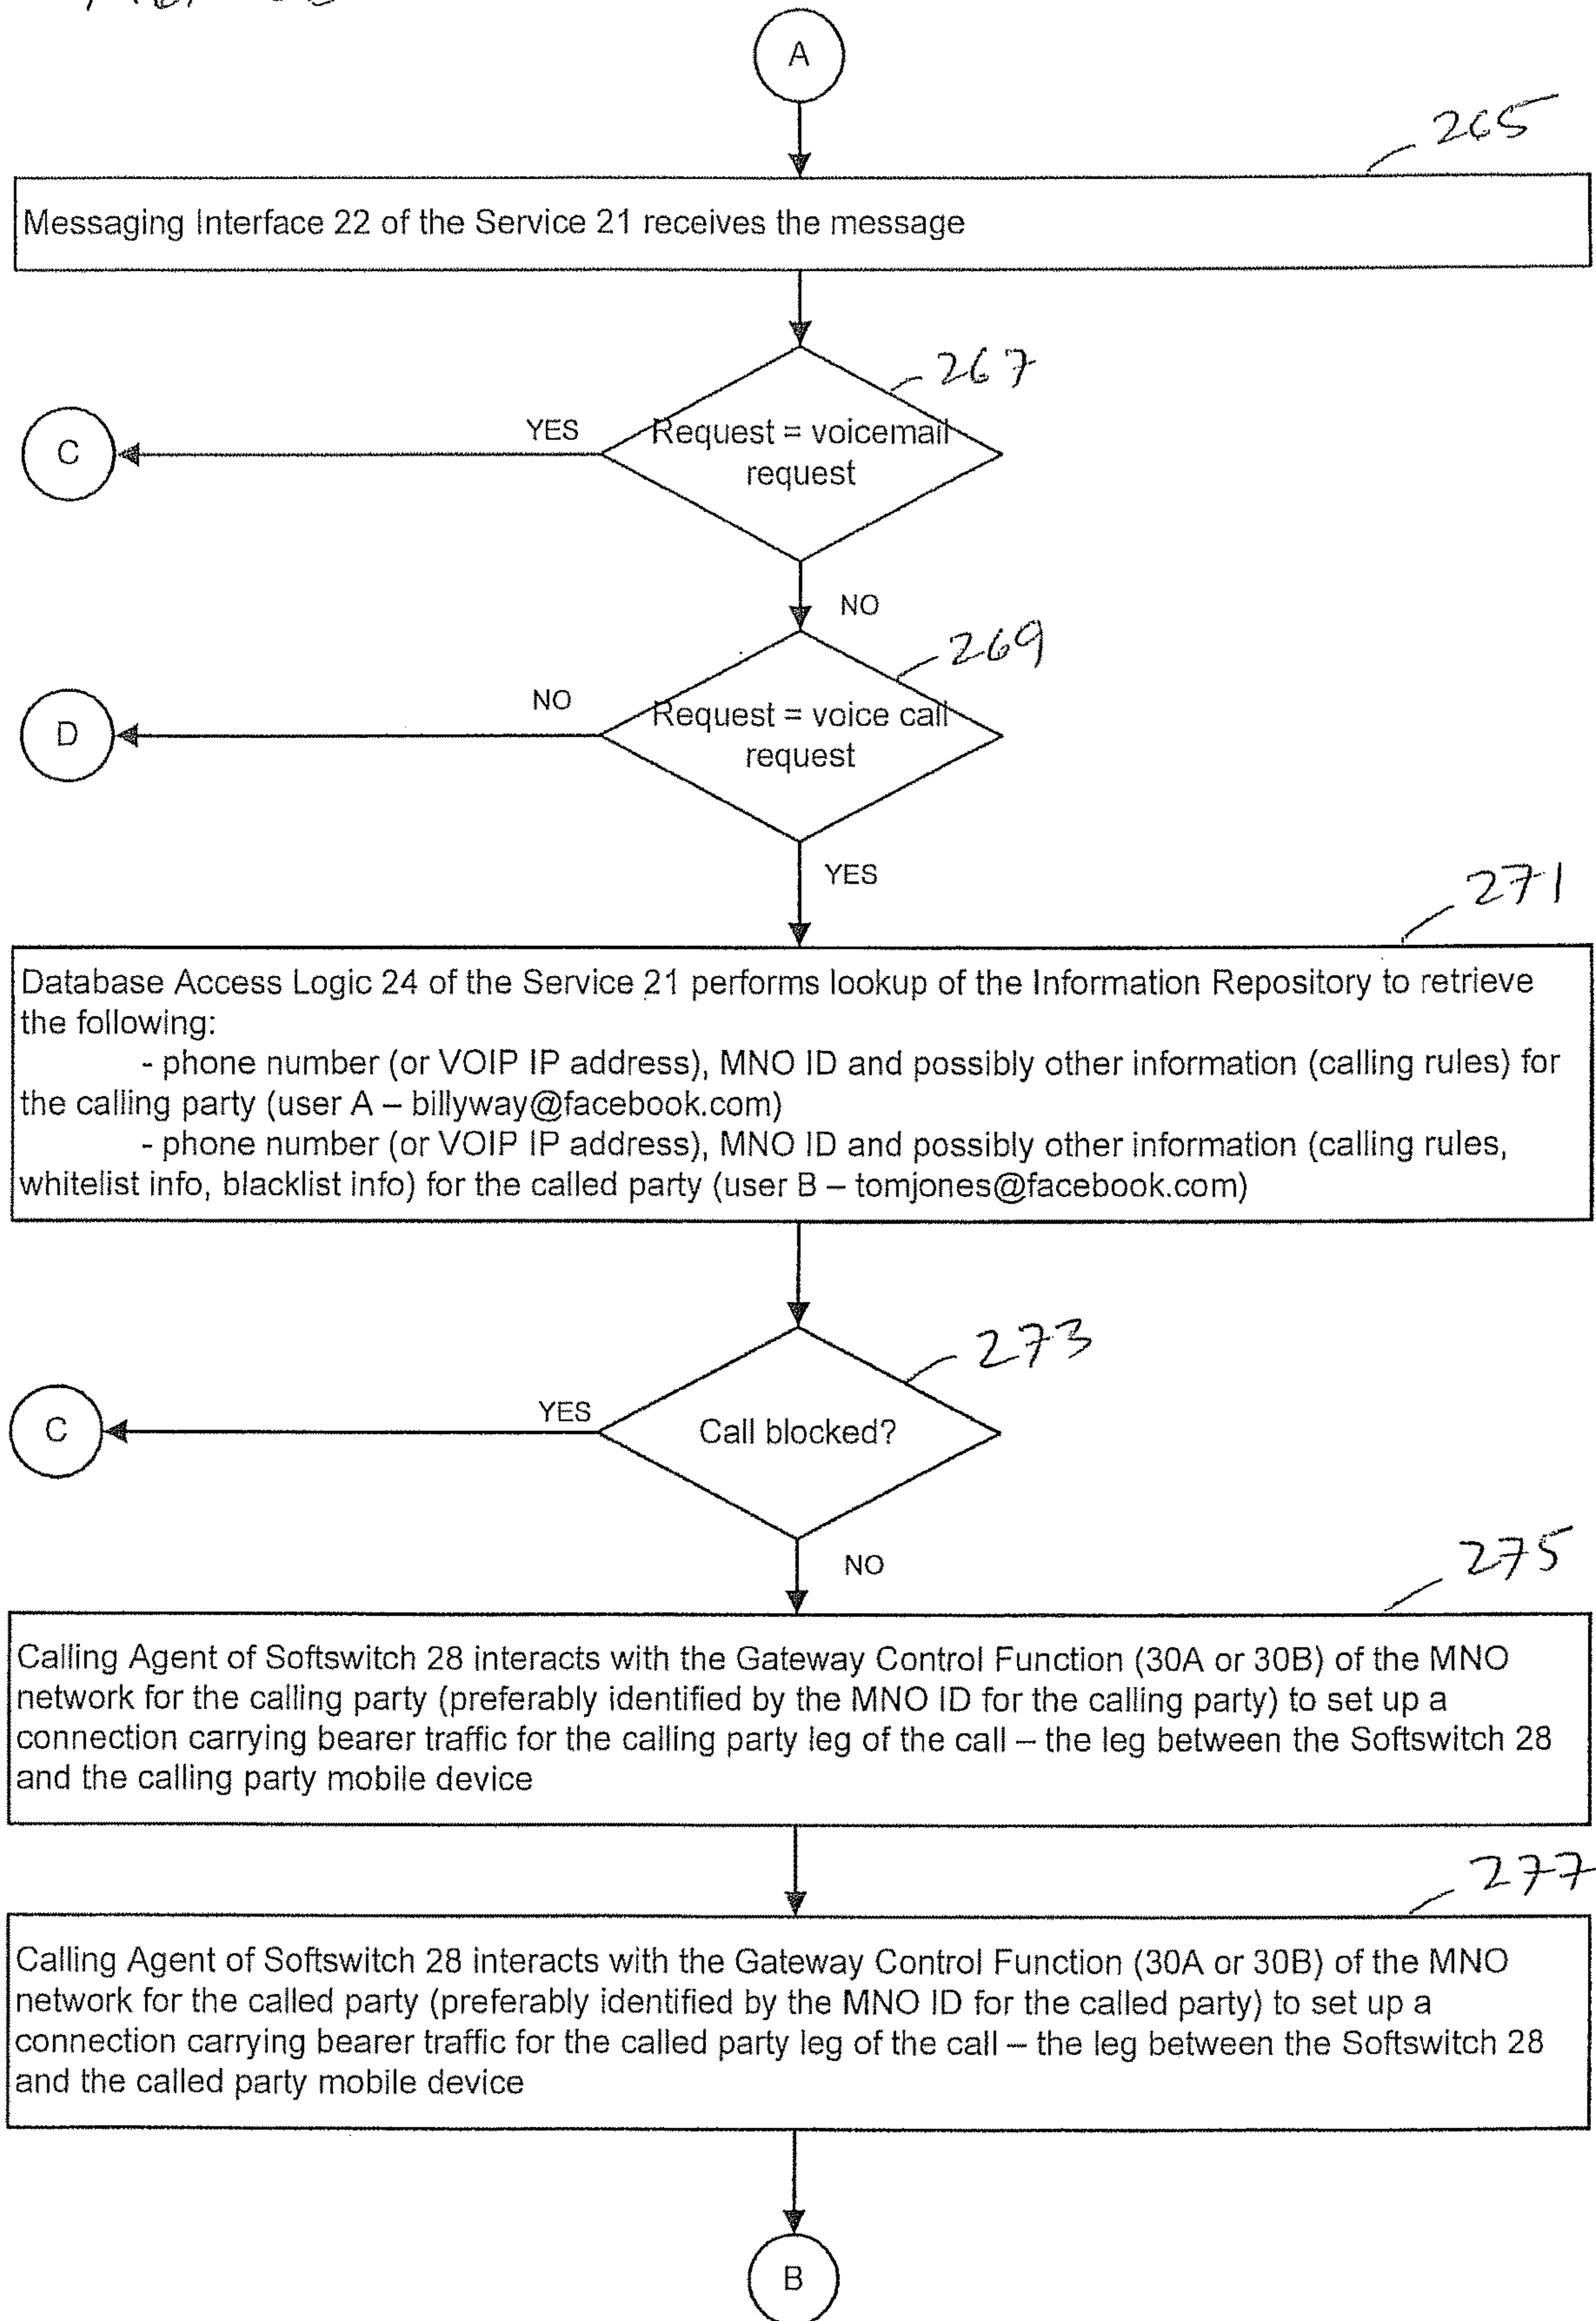 A
265
Messaging Interface 22 of the Service 21 receives the message
267
YES
C
Request = voicemail
request
NO
269
NO
D
Request = voice call
request
YES
271
Database Access Logic 24 of the Service 21 performs lookup of the Information Repository to retrieve
the following:
- phone number (or VOIP IP address), MNO ID and possibly other information (calling rules) for
the calling party (user A – billyway@facebook.com)
- phone number (or VOIP IP address), MNO ID and possibly other information (calling rules,
whitelist info, blacklist info) for the called party (user B – tomjones@facebook.com)
273
YES
C
Call blocked?
NO
275
Calling Agent of Softswitch 28 interacts with the Gateway Control Function (30A or 30B) of the MNO
network for the calling party (preferably identified by the MNO ID for the calling party) to set up a
connection carrying bearer traffic for the calling party leg of the call – the leg between the Softswitch 28
and the calling party mobile device
277
Calling Agent of Softswitch 28 interacts with the Gateway Control Function (30A or 30B) of the MNO
network for the called party (preferably identified by the MNO ID for the called party) to set up a
connection carrying bearer traffic for the called party leg of the call – the leg between the Softswitch 28
and the called party mobile device
B